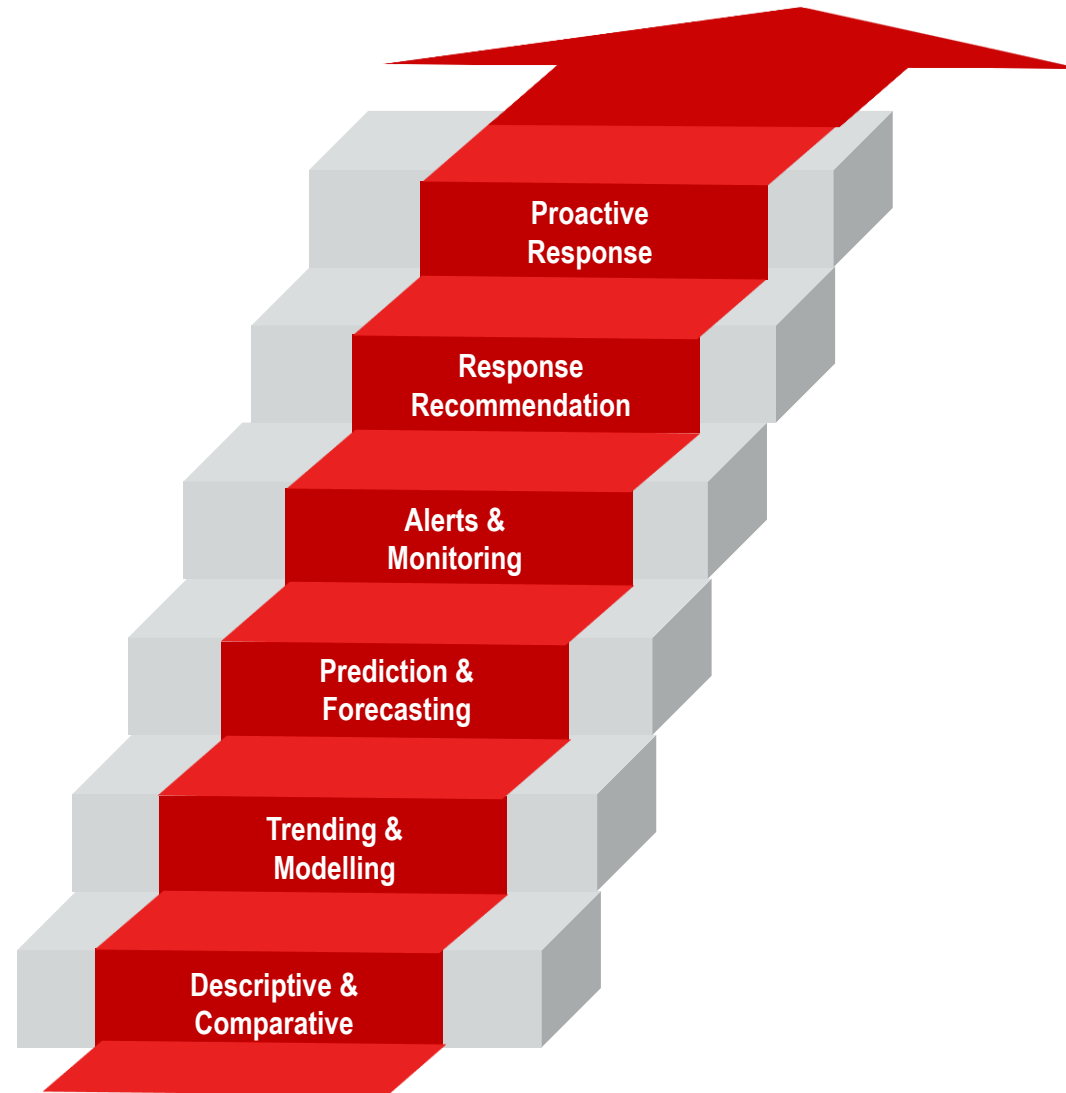 Proactive
Response
Response
Recommendation
Alerts &
Monitoring
Prediction &
Forecasting
Trending &
Modelling
Descriptive &
Comparative